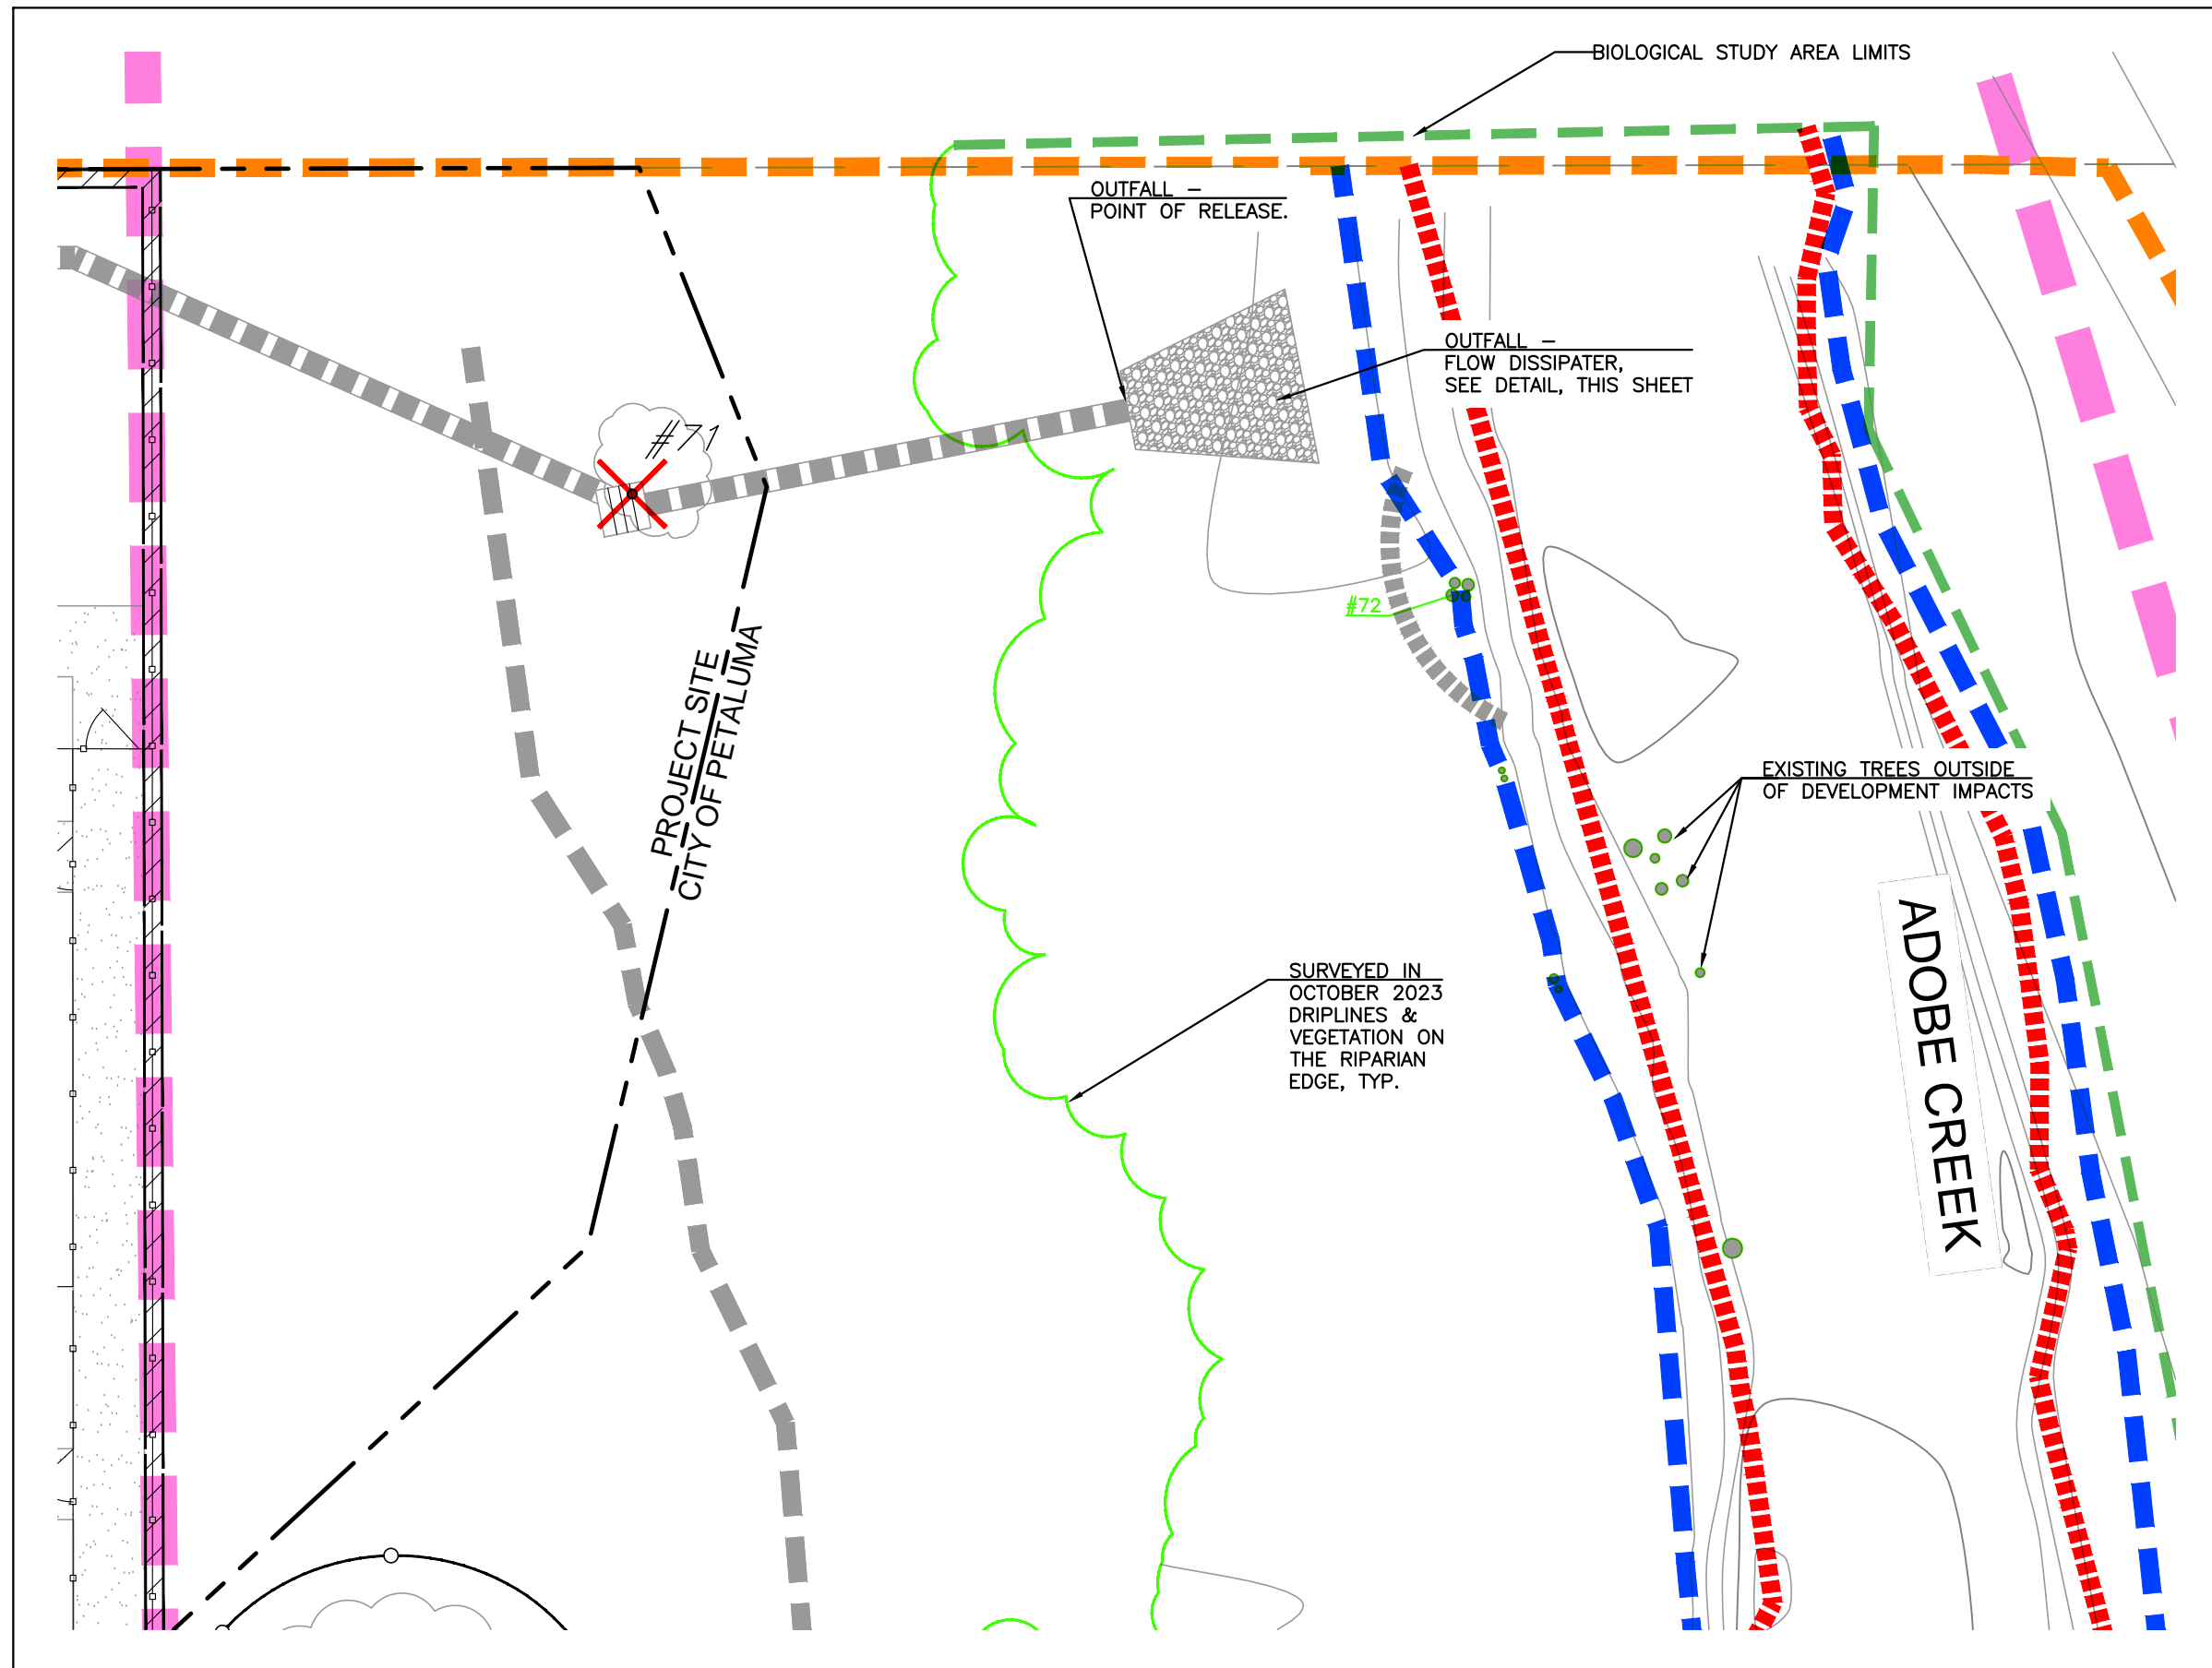 BIOLOGICAL STUDY AREA LIMITS
OUTFALL –
POINT OF RELEASE.
OUTFALL –
FLOW DISSIPATER,
SEE DETAIL, THIS SHEET
#71
#72
PROJECT SITE
CITY OF PETALUMA
EXISTING TREES OUTSIDE
OF DEVELOPMENT IMPACTS
ADOBE CREEK
SURVEYED IN
OCTOBER 2023
DRIPLINES &
VEGETATION ON
THE RIPARIAN
EDGE, TYP.